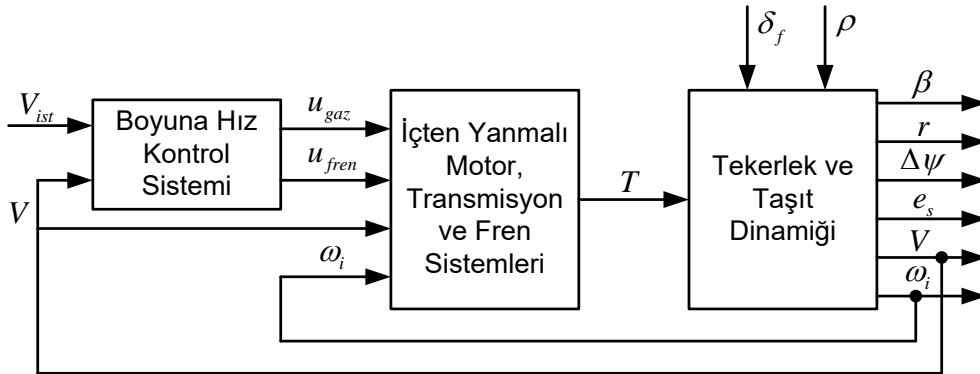 δ_f
ρ
V_ist
Boyuna Hız
Kontrol
Sistemi
u_gaz
u_fren
V
ω_i
İçten Yanmalı
Motor,
Transmisyon
ve Fren
Sistemleri
T
Tekerlek ve
Taşıt
Dinamiği
β
r
Δψ
e_s
V
ω_i